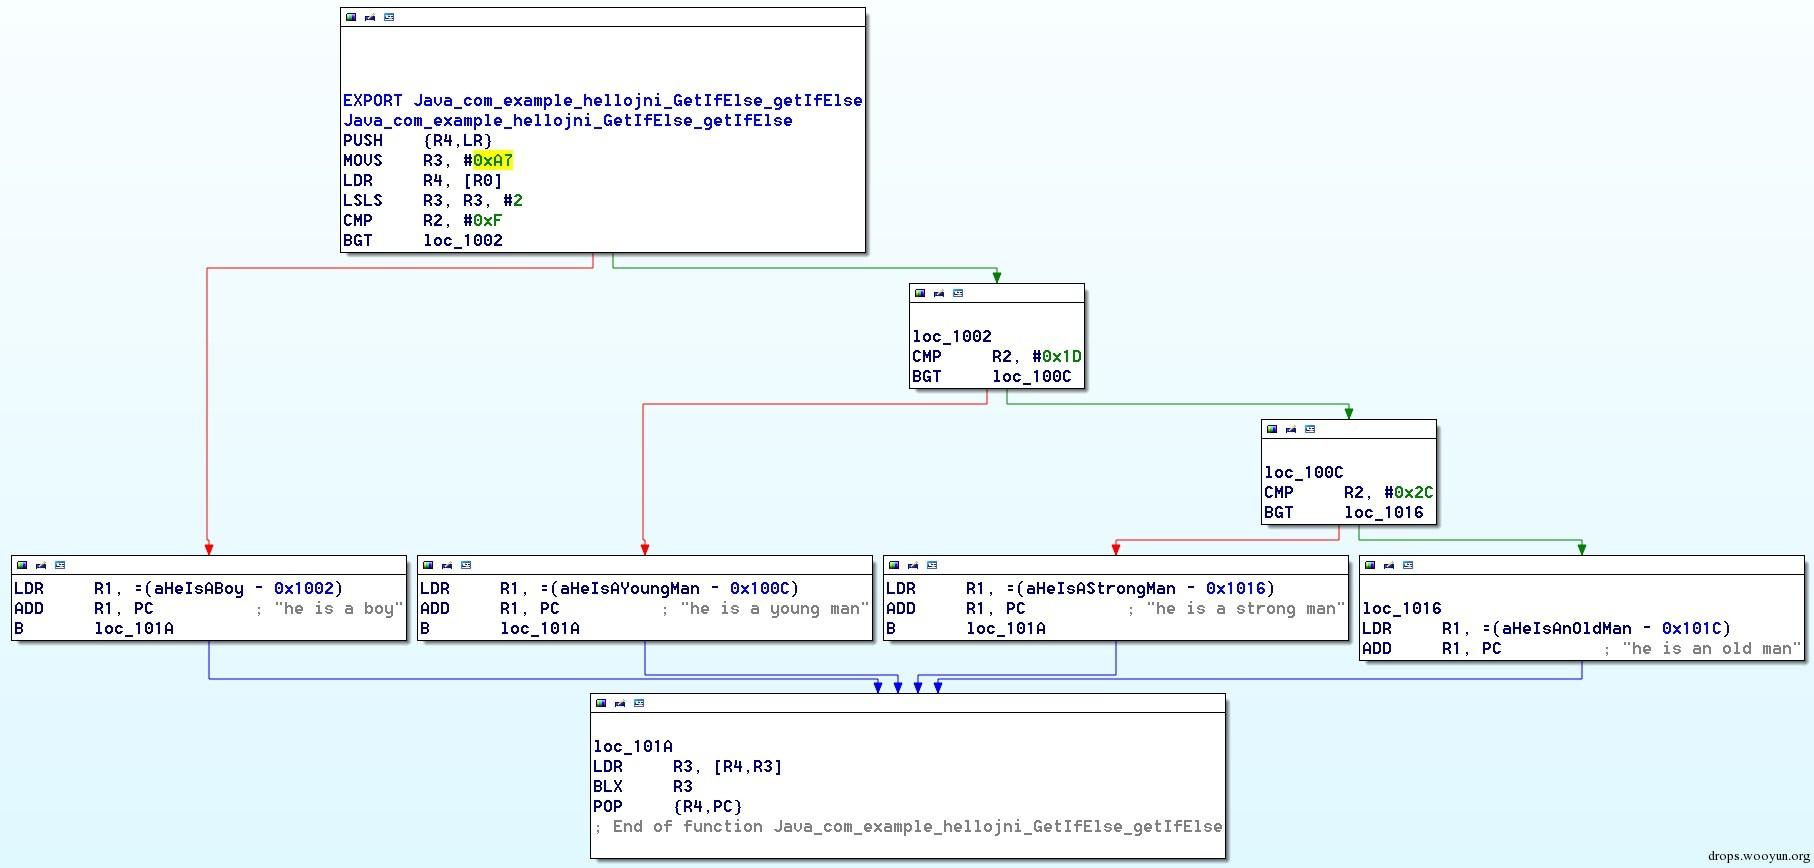 EXPORT Java_com_example_hellojni_GetIfElse_getIfElse
Java_com_example_hellojni_GetIfElse_getIfElse
PUSH {R4,LR}
MOVS R3, #0xA7
LDR R4, [R0]
LSLS R3, R3, #2
CMP R2, #0xF
BGT loc_1002
loc_1002
CMP R2, #0x1D
BGT loc_100C
loc_100C
CMP R2, #0x2C
BGT loc_1016
LDR R1, =(aHeIsABoy - 0x1002)
ADD R1, PC ; "he is a boy"
B loc_101A
LDR R1, =(aHeIsAYoungMan - 0x100C)
ADD R1, PC ; "he is a young man"
B loc_101A
LDR R1, =(aHeIsAStrongMan - 0x1016)
ADD R1, PC ; "he is a strong man"
B loc_101A
loc_1016
LDR R1, =(aHeIsAnOldMan - 0x101C)
ADD R1, PC ; "he is an old man"
loc_101A
LDR R3, [R4,R3]
BLX R3
POP {R4,PC}
; End of function Java_com_example_hellojni_GetIfElse_getIfElse
drops.wooyun.org